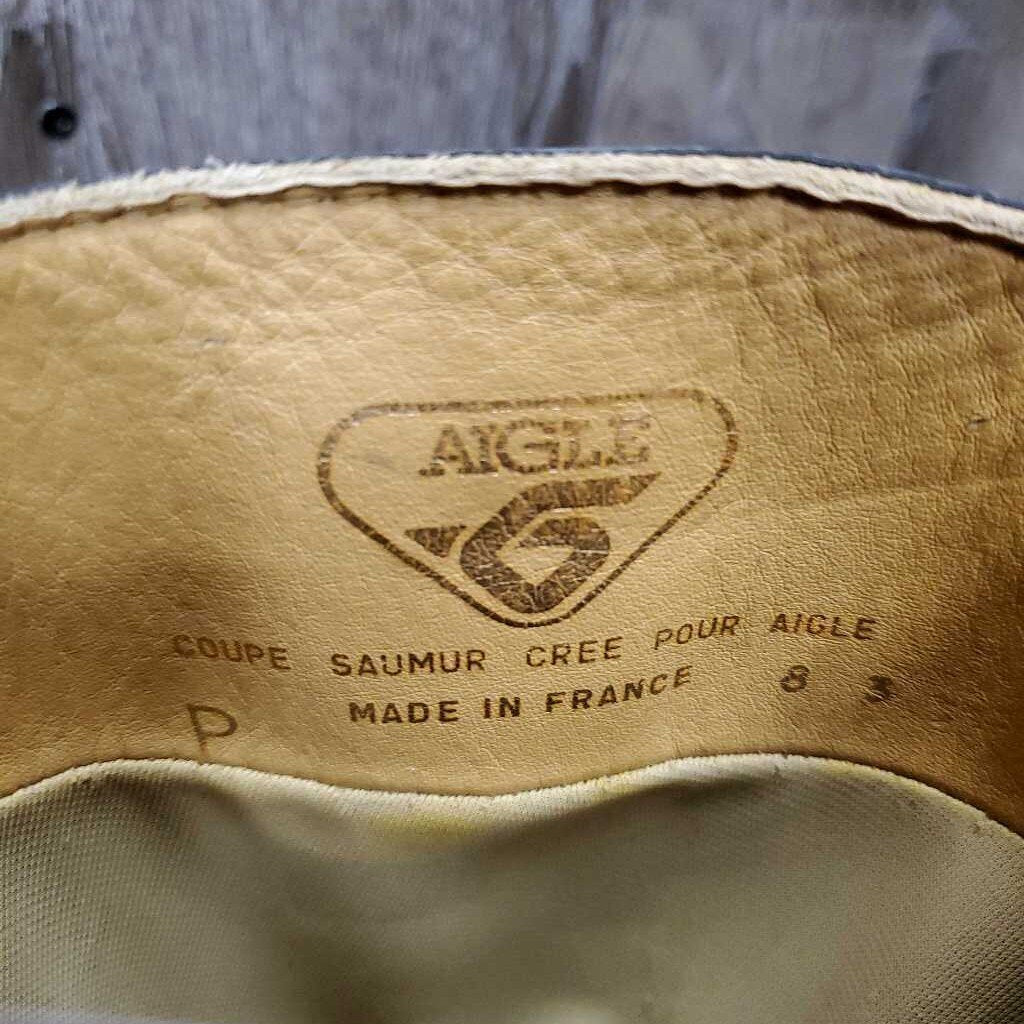 AIGLE
COUPE SAUMUR CREE POUR AIGLE
MADE IN FRANCE 8 3
P